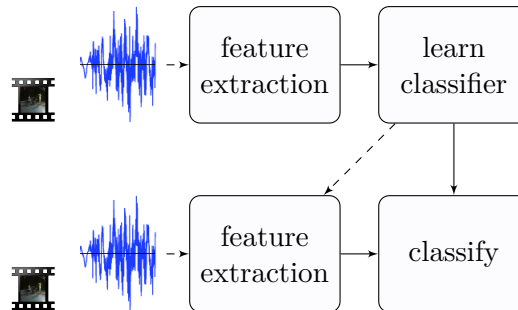 feature
extraction
learn
classifier
feature
extraction
classify